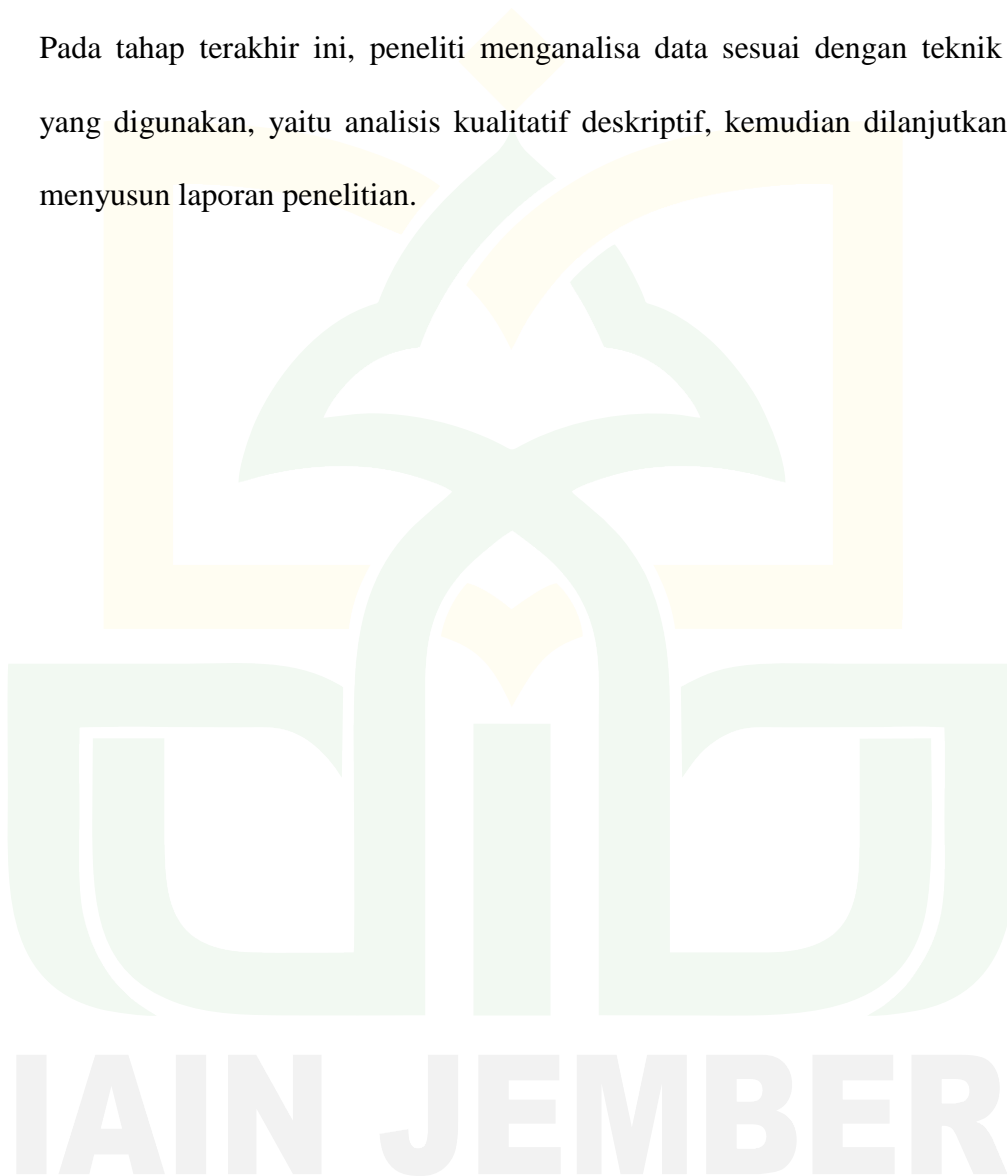 Pada tahap terakhir ini, peneliti menganalisa data sesuai dengan teknik
yang digunakan, yaitu analisis kualitatif deskriptif, kemudian dilanjutkan
menyusun laporan penelitian.
IAIN JEMBER